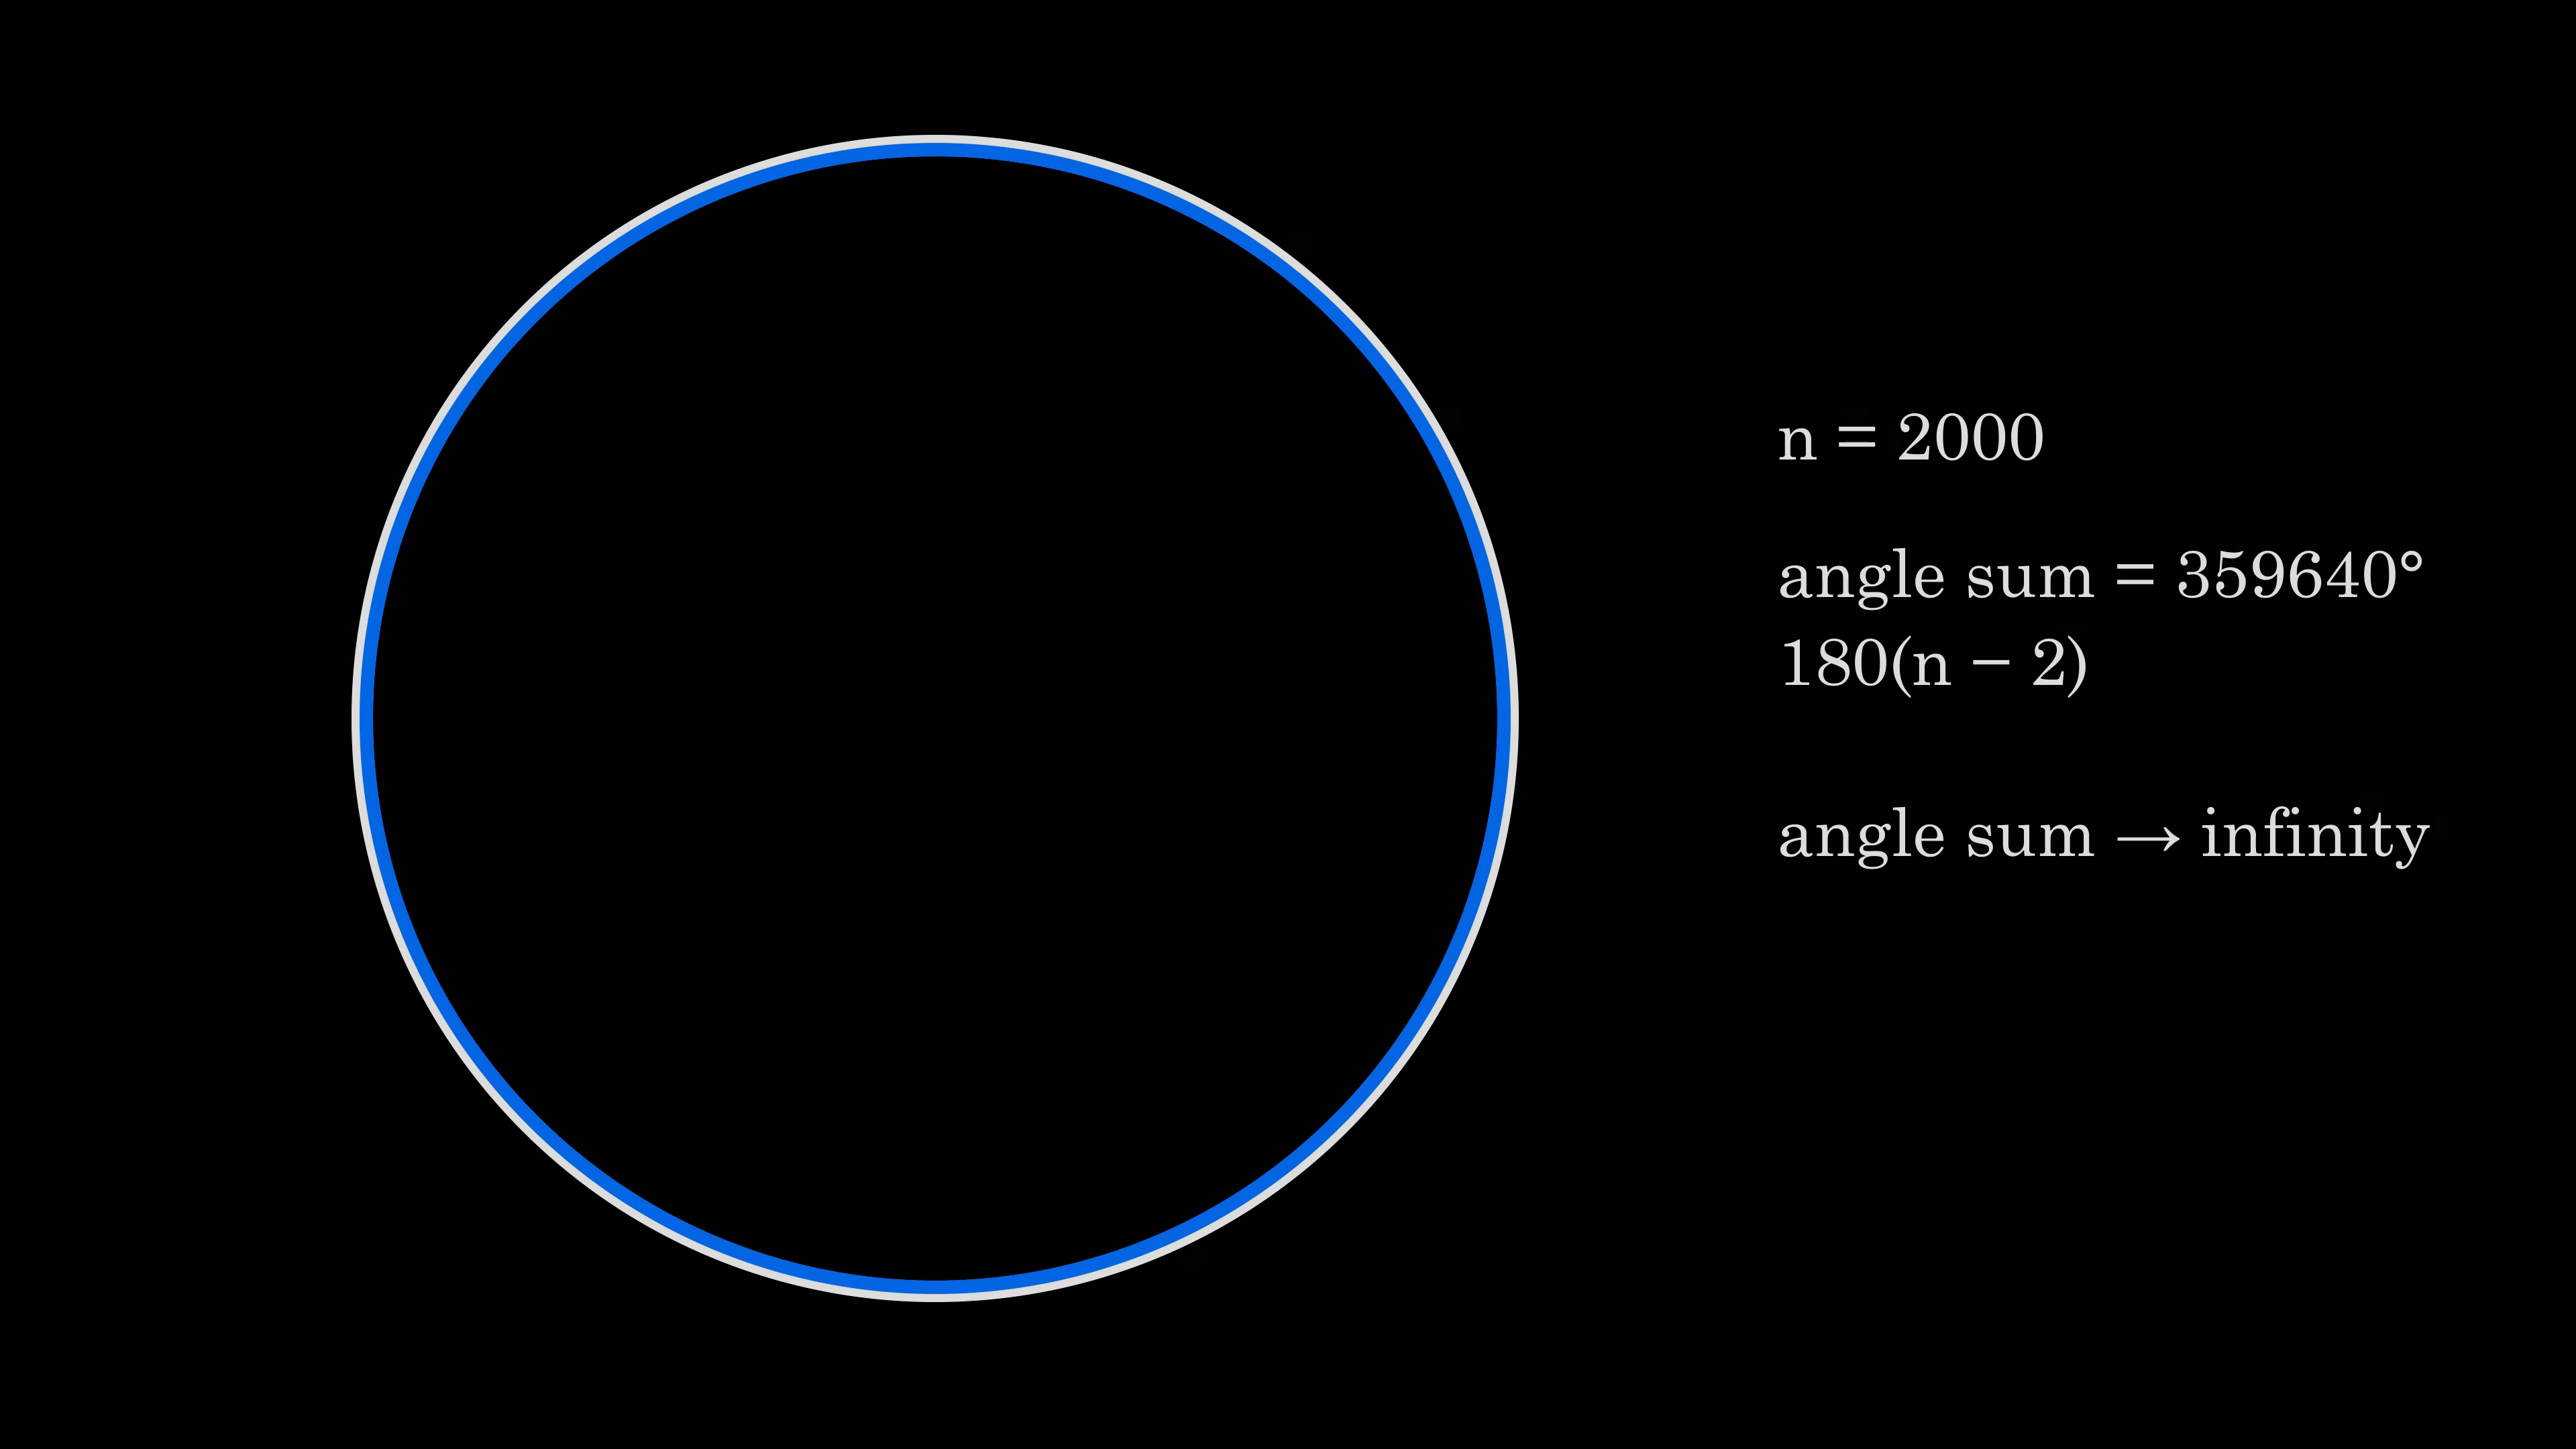 n = 2000
angle sum = 359640°
180(n − 2)
angle sum → infinity